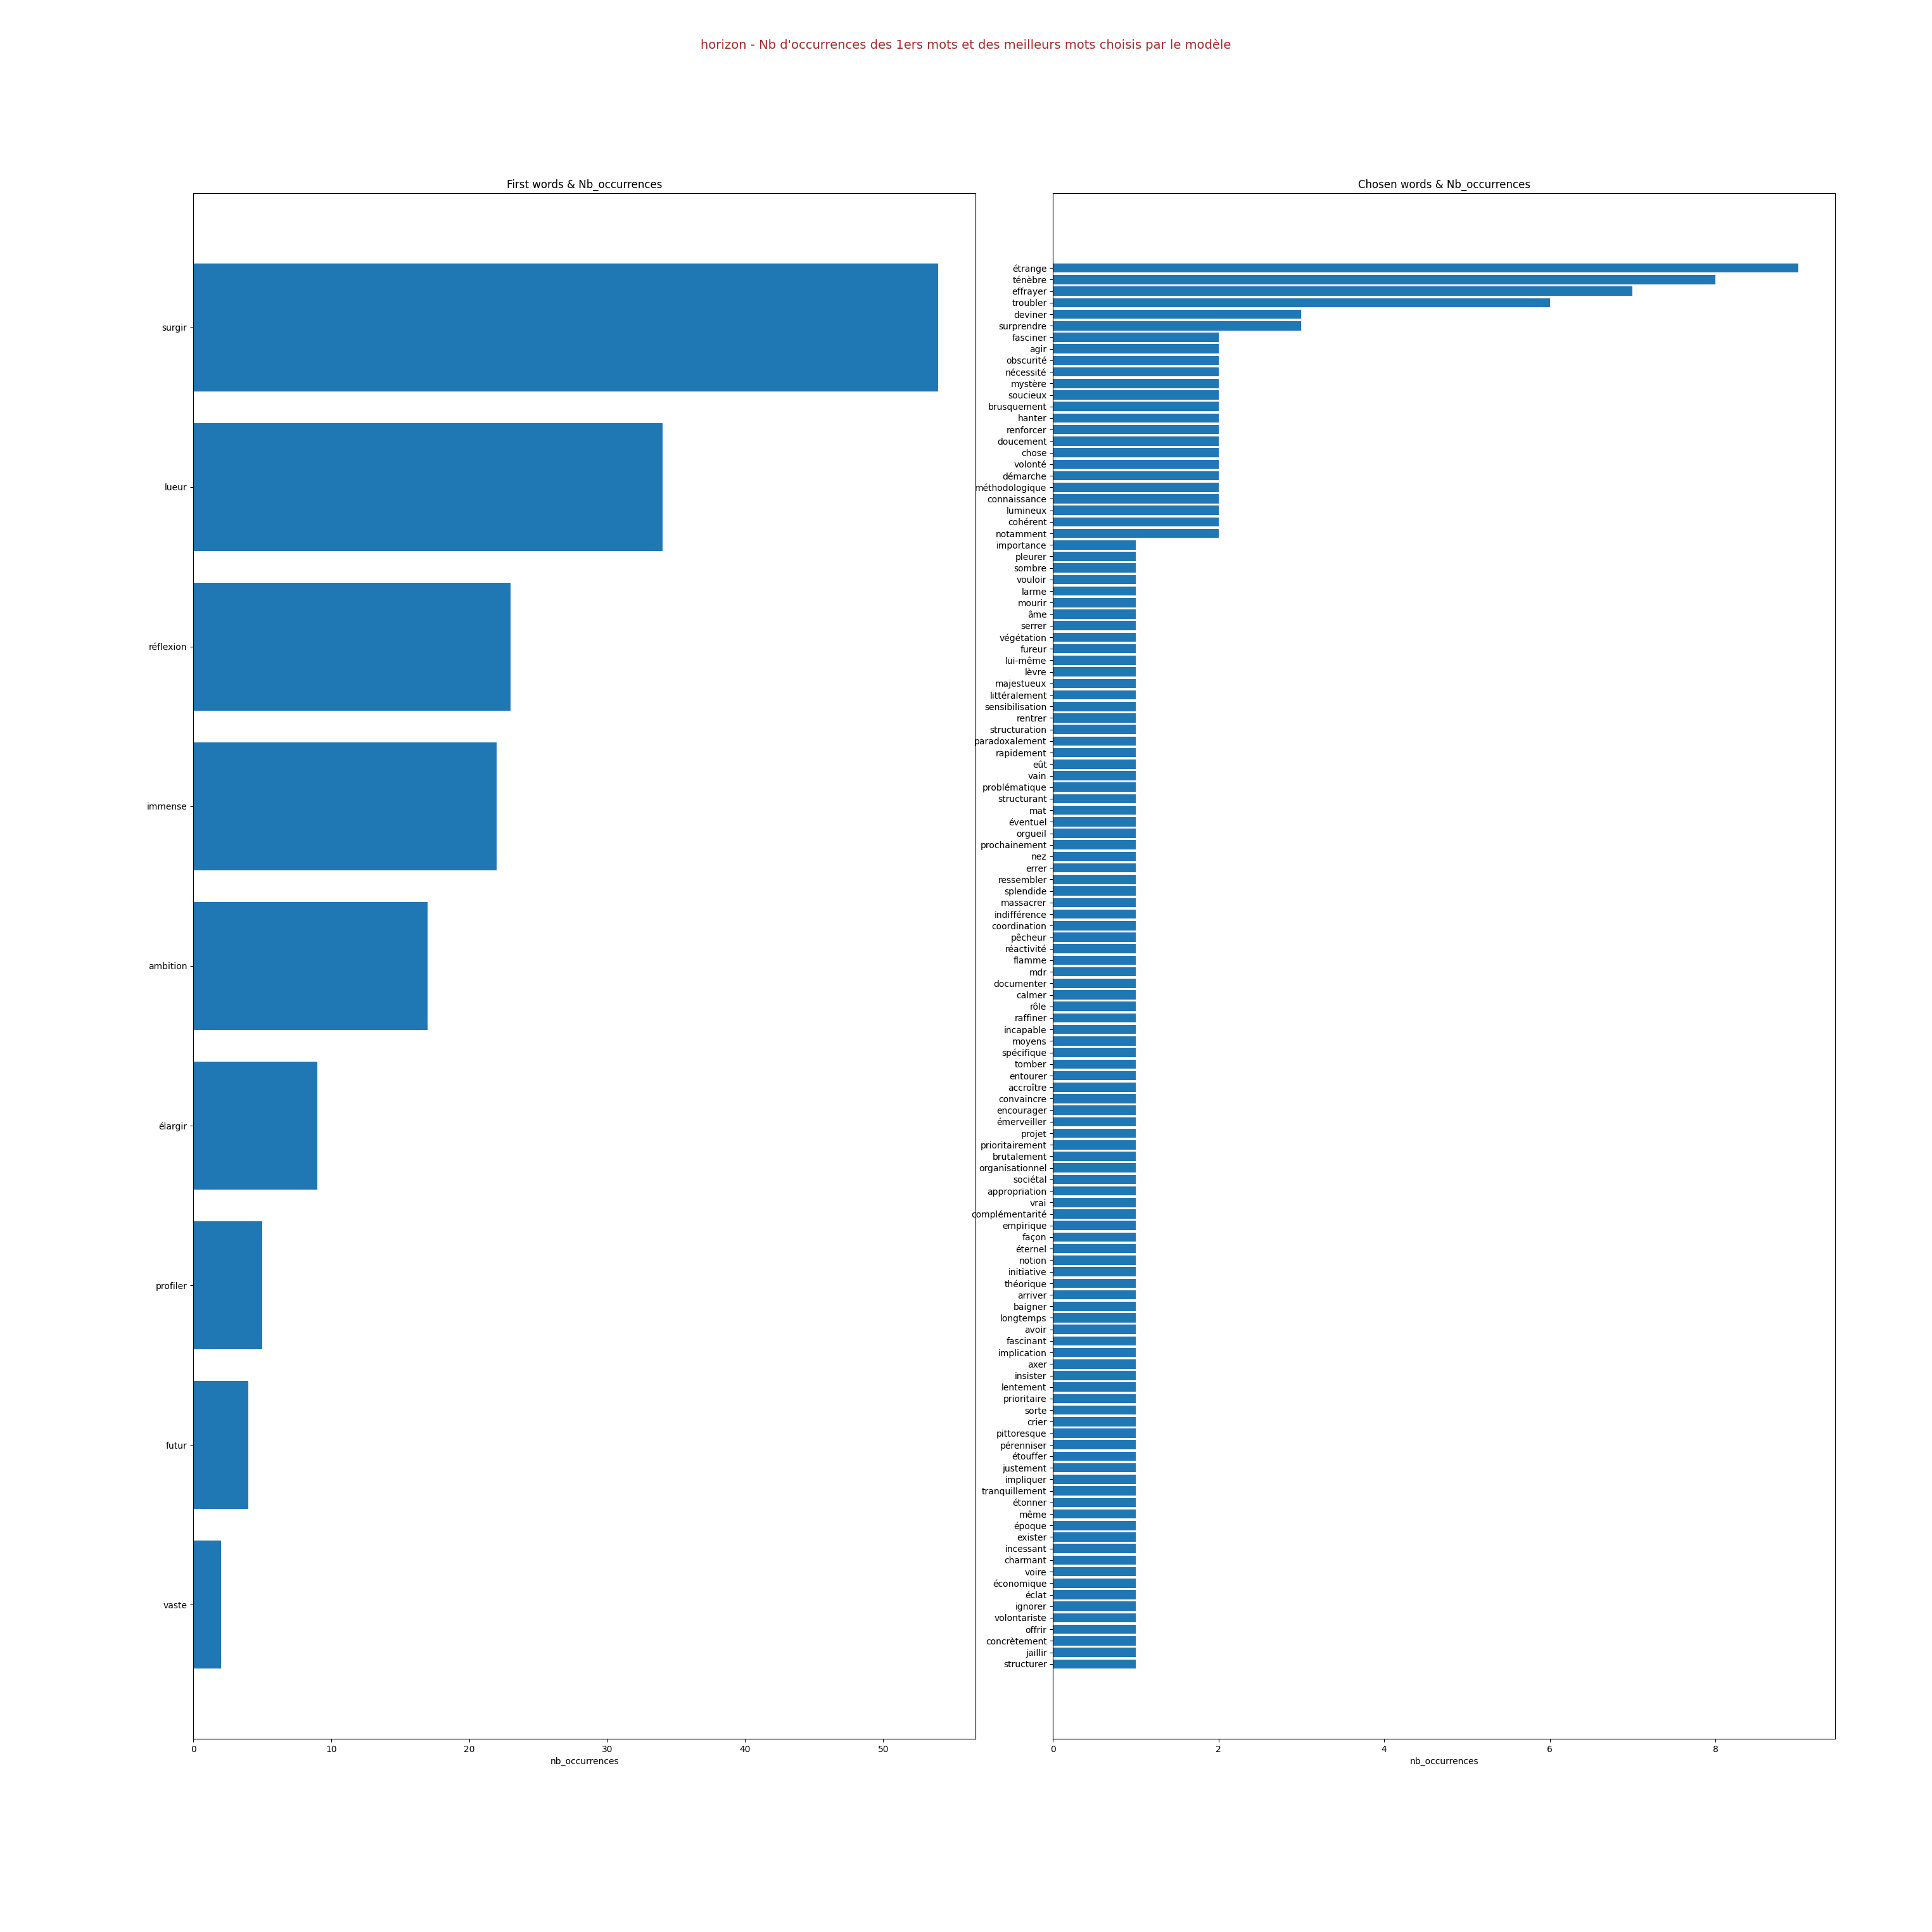 horizon - Nb d'occurrences des 1ers mots et des meilleurs mots choisis par le modèle
First words & Nb_occurrences
surgir
lueur
réflexion
immense
ambition
élargir
profiler
futur
vaste
0 10 20 30 40 50
nb_occurrences
Chosen words & Nb_occurrences
étrange
ténèbre
effrayer
troubler
deviner
surprendre
fasciner
agir
obscurité
nécessité
mystère
soucieux
brusquement
hanter
renforcer
doucement
chose
volonté
démarche
méthodologique
connaissance
lumineux
cohérent
notamment
importance
pleurer
sombre
vouloir
larme
mourir
âme
serrer
végétation
fureur
lui-même
lèvre
majestueux
littéralement
sensibilisation
rentrer
structuration
paradoxalement
rapidement
eût
vain
problématique
structurant
mat
éventuel
orgueil
prochainement
nez
errer
ressembler
splendide
massacrer
indifférence
coordination
pêcheur
réactivité
flamme
mdr
documenter
calmer
rôle
raffiner
incapable
moyens
spécifique
tomber
entourer
accroître
convaincre
encourager
émerveiller
projet
prioritairement
brutalement
organisationnel
sociétal
appropriation
vrai
complémentarité
empirique
façon
éternel
notion
initiative
théorique
arriver
baigner
longtemps
avoir
fascinant
implication
axer
insister
lentement
prioritaire
sorte
crier
pittoresque
pérenniser
étouffer
justement
impliquer
tranquillement
étonner
même
époque
exister
incessant
charmant
voire
économique
éclat
ignorer
volontariste
offrir
concrètement
jaillir
structurer
0 2 4 6 8
nb_occurrences